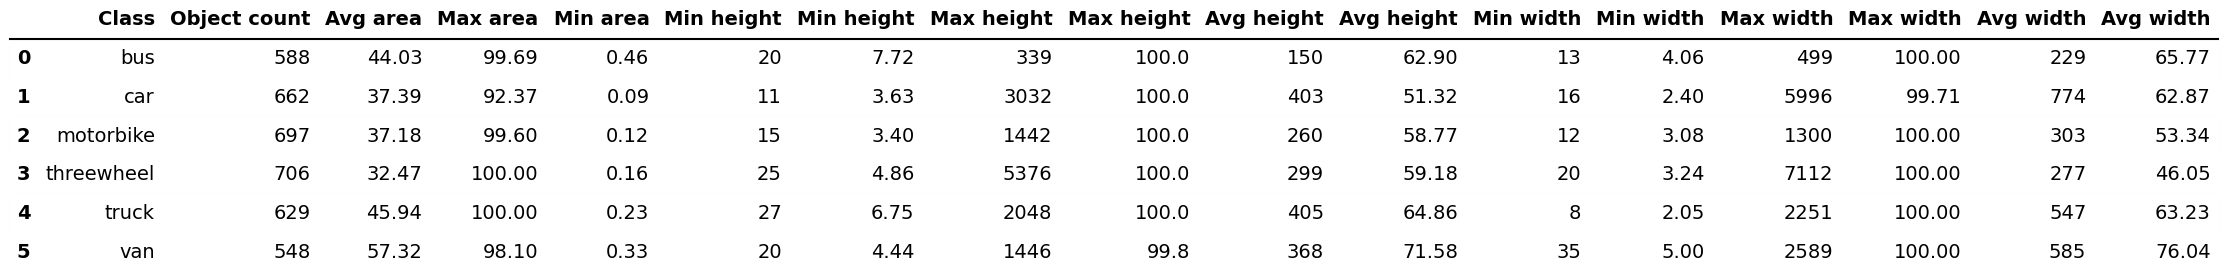 Class Object count Avg area Max area Min area Min height Min height Max height Max height Avg height Avg height Min width Min width Max width Max width Avg width Avg width
0 bus 588 44.03 99.69 0.46 20 7.72 339 100.0 150 62.90 13 4.06 499 100.00 229 65.77
1 car 662 37.39 92.37 0.09 11 3.63 3032 100.0 403 51.32 16 2.40 5996 99.71 774 62.87
2 motorbike 697 37.18 99.60 0.12 15 3.40 1442 100.0 260 58.77 12 3.08 1300 100.00 303 53.34
3 threewheel 706 32.47 100.00 0.16 25 4.86 5376 100.0 299 59.18 20 3.24 7112 100.00 277 46.05
4 truck 629 45.94 100.00 0.23 27 6.75 2048 100.0 405 64.86 8 2.05 2251 100.00 547 63.23
5 van 548 57.32 98.10 0.33 20 4.44 1446 99.8 368 71.58 35 5.00 2589 100.00 585 76.04